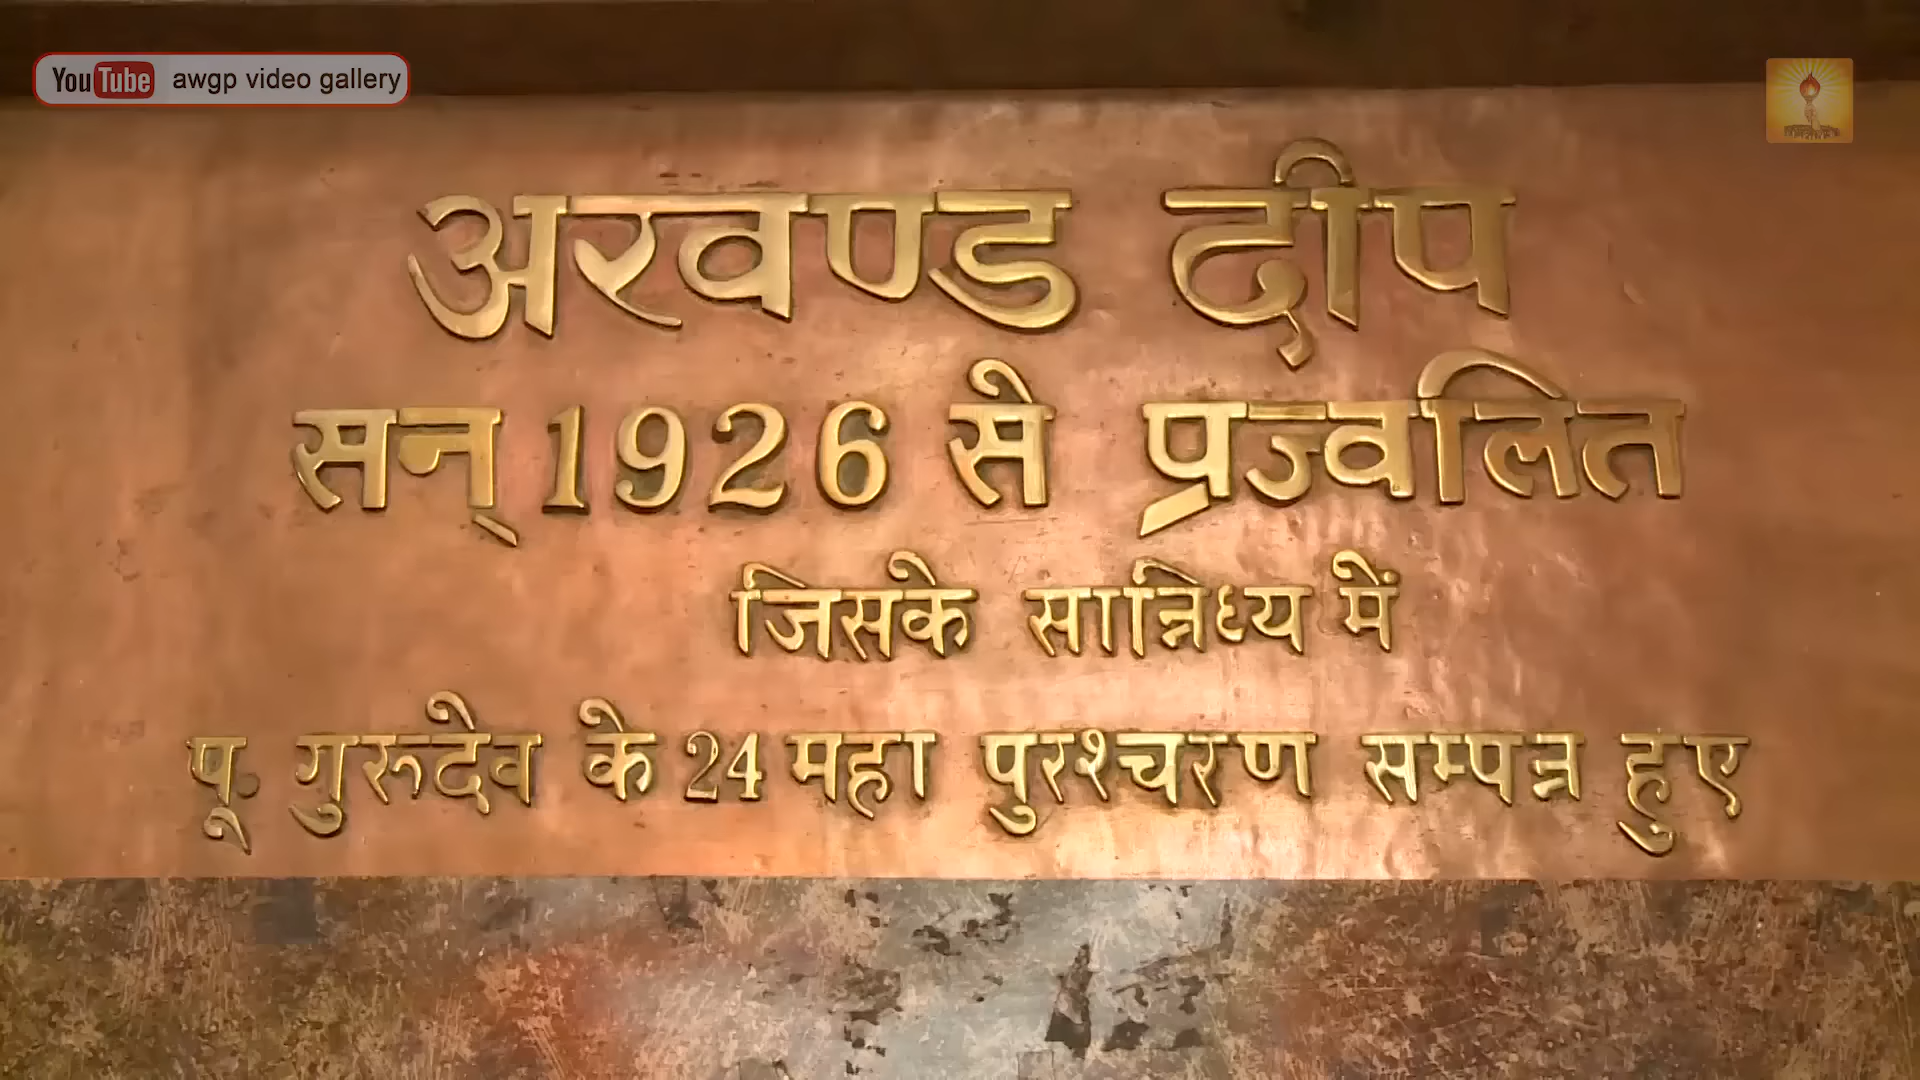 YouTube awgp video gallery
अखण्ड दीप
सन् 1926 से प्रज्वलित
जिसके सान्निध्य में
पू. गुरूदेव के 24 महा पुरश्चरण सम्पन्न हुए